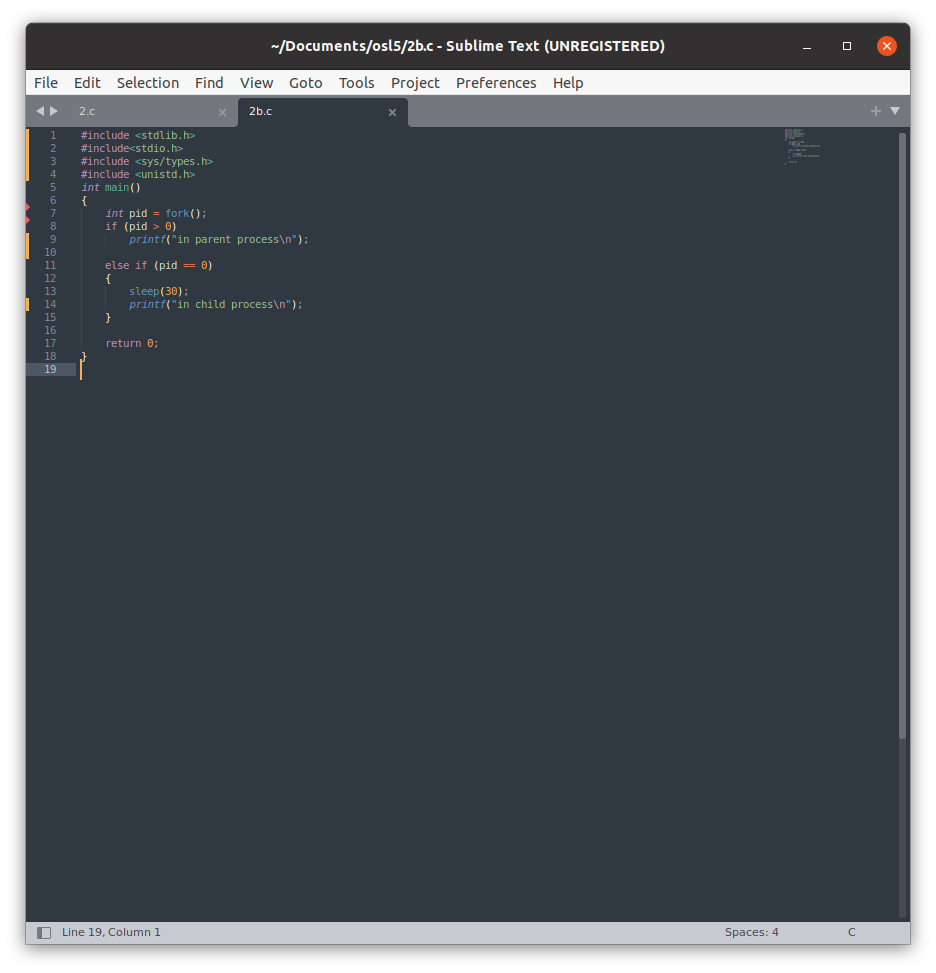 ~/Documents/osl5/2b.c - Sublime Text (UNREGISTERED)
File Edit Selection Find View Goto Tools Project Preferences Help
2.c 2b.c
1 #include <stdlib.h>
2 #include<stdio.h>
3 #include <sys/types.h>
4 #include <unistd.h>
5 int main()
6 {
7     int pid = fork();
8     if (pid > 0)
9         printf("in parent process\n");
10
11     else if (pid == 0)
12     {
13         sleep(30);
14         printf("in child process\n");
15     }
16
17     return 0;
18 }
19
Line 19, Column 1 Spaces: 4 C